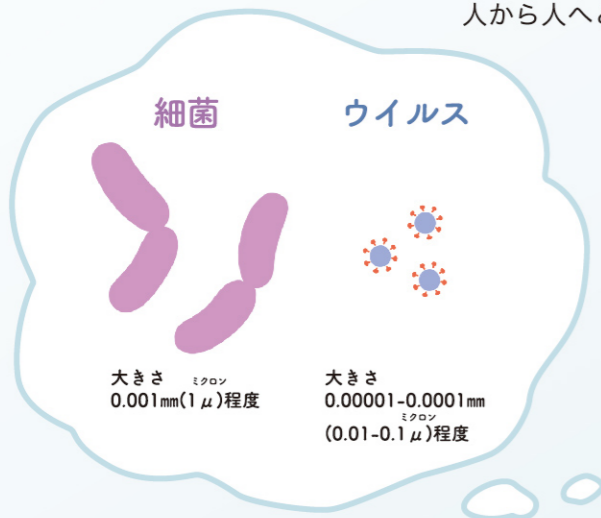 人から人へ
細菌
ウイルス
大きさ
0.001mm(1μ)程度
ミクロン
大きさ
0.00001-0.0001mm
(0.01-0.1μ)程度
ミクロン